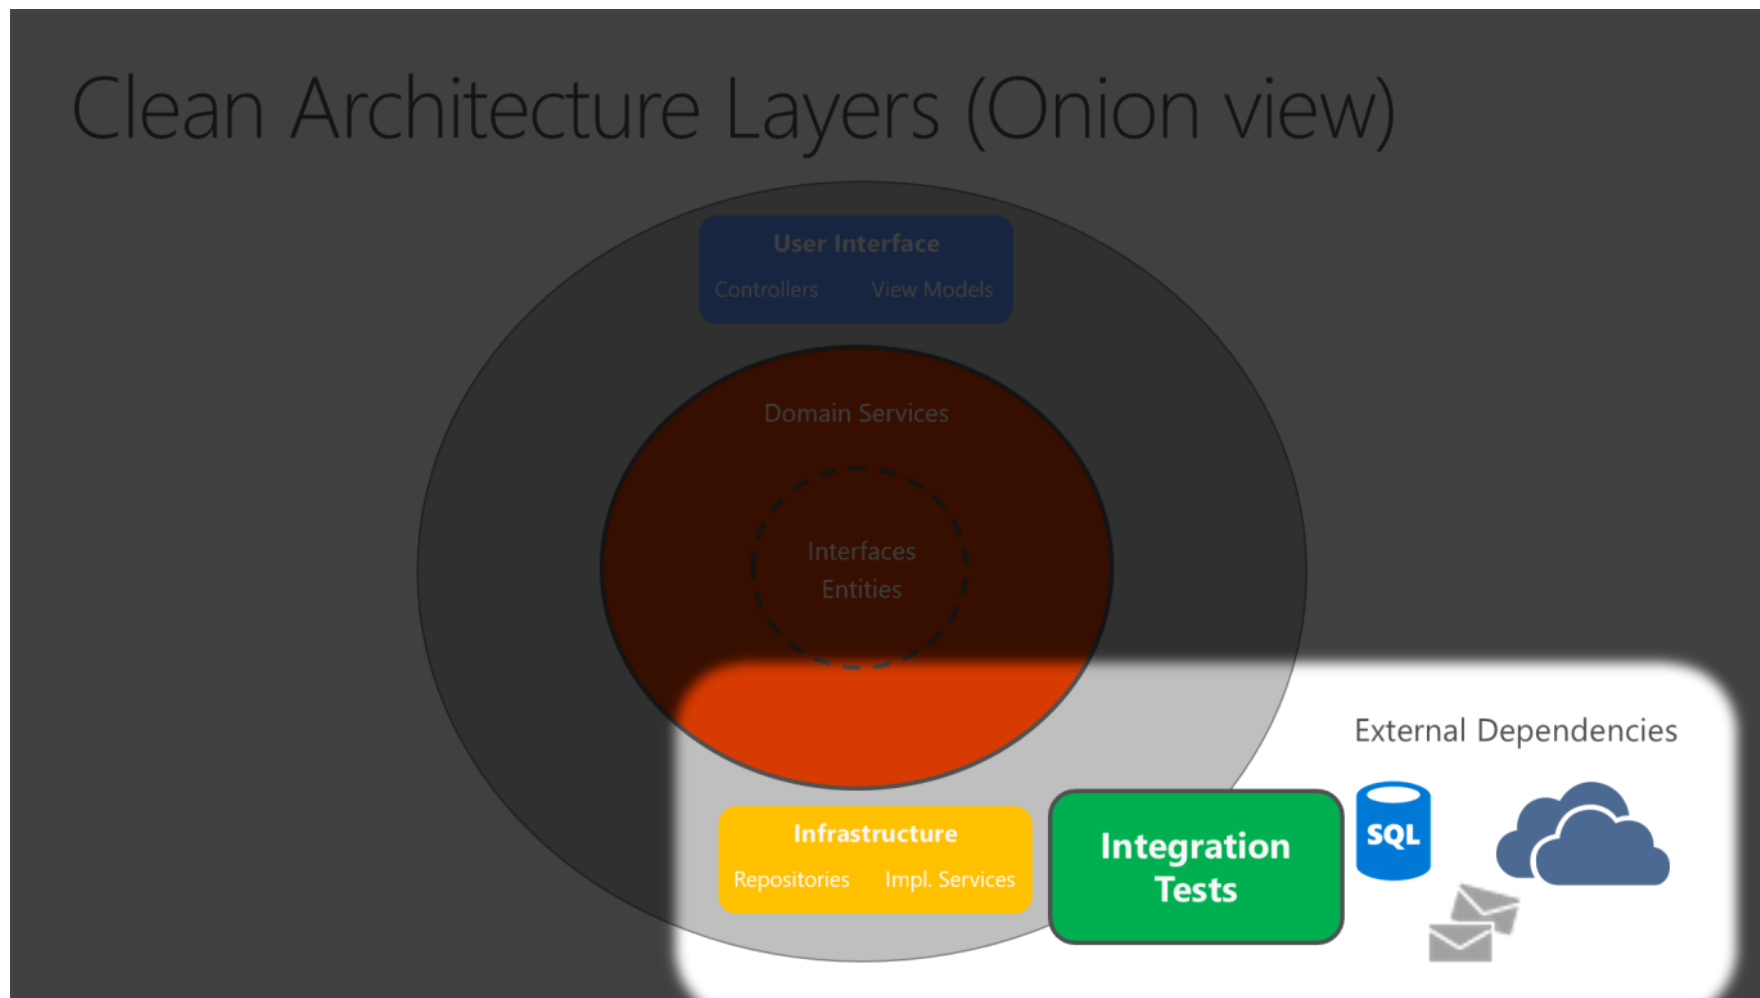 Clean Architecture Layers (Onion view)
User Interface
Controllers View Models
Domain Services
Interfaces
Entities
External Dependencies
Infrastructure
Repositories Impl. Services
Integration
Tests
SQL